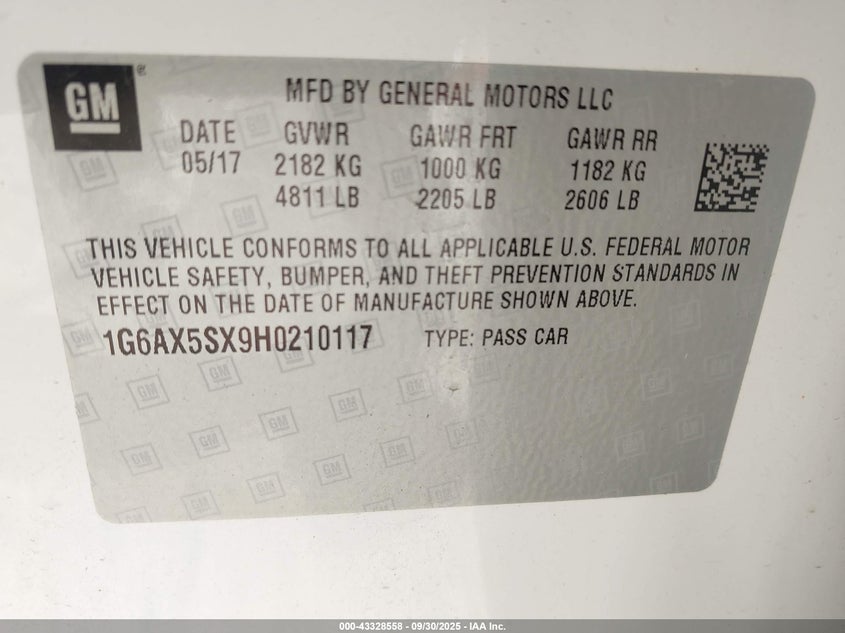 GM
MFD BY GENERAL MOTORS LLC
DATE GVWR GAWR FRT GAWR RR
05/17 2182 KG 1000 KG 1182 KG
4811 LB 2205 LB 2606 LB
THIS VEHICLE CONFORMS TO ALL APPLICABLE U.S. FEDERAL MOTOR
VEHICLE SAFETY, BUMPER, AND THEFT PREVENTION STANDARDS IN
EFFECT ON THE DATE OF MANUFACTURE SHOWN ABOVE.
1G6AX5SX9H0210117 TYPE: PASS CAR
000-43328558 - 09/30/2025 - IAA Inc.